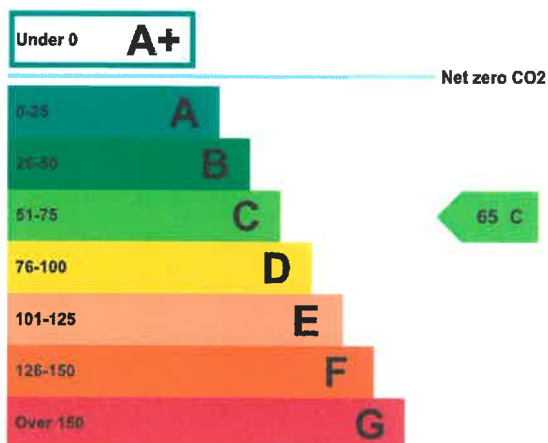 Under 0 A+
Net zero CO2
0-25 A
26-50 B
51-75 C
65 C
76-100 D
101-125 E
126-150 F
Over 150 G